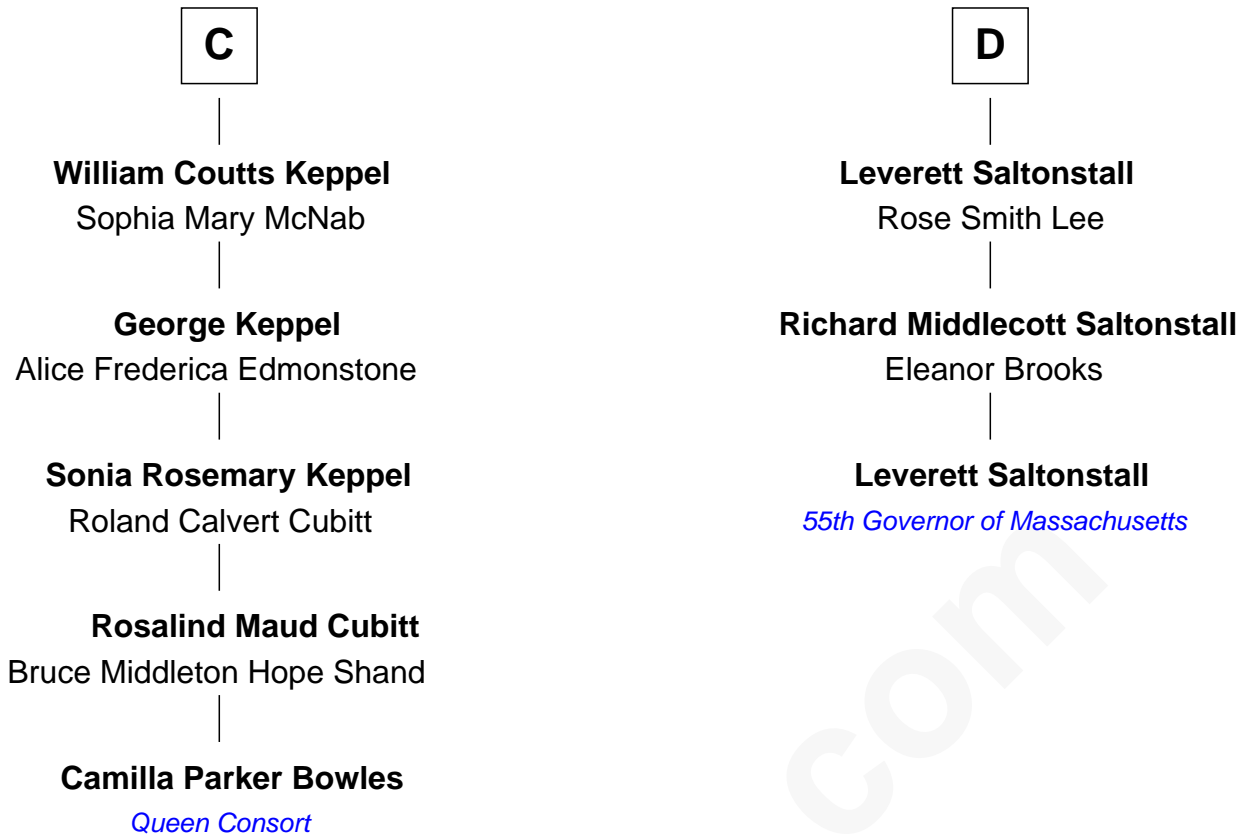 C
William Coutts Keppel
Sophia Mary McNab
George Keppel
Alice Frederica Edmonstone
Sonia Rosemary Keppel
Roland Calvert Cubitt
Rosalind Maud Cubitt
Bruce Middleton Hope Shand
Camilla Parker Bowles
Queen Consort
D
Leverett Saltonstall
Rose Smith Lee
Richard Middlecott Saltonstall
Eleanor Brooks
Leverett Saltonstall
55th Governor of Massachusetts
com